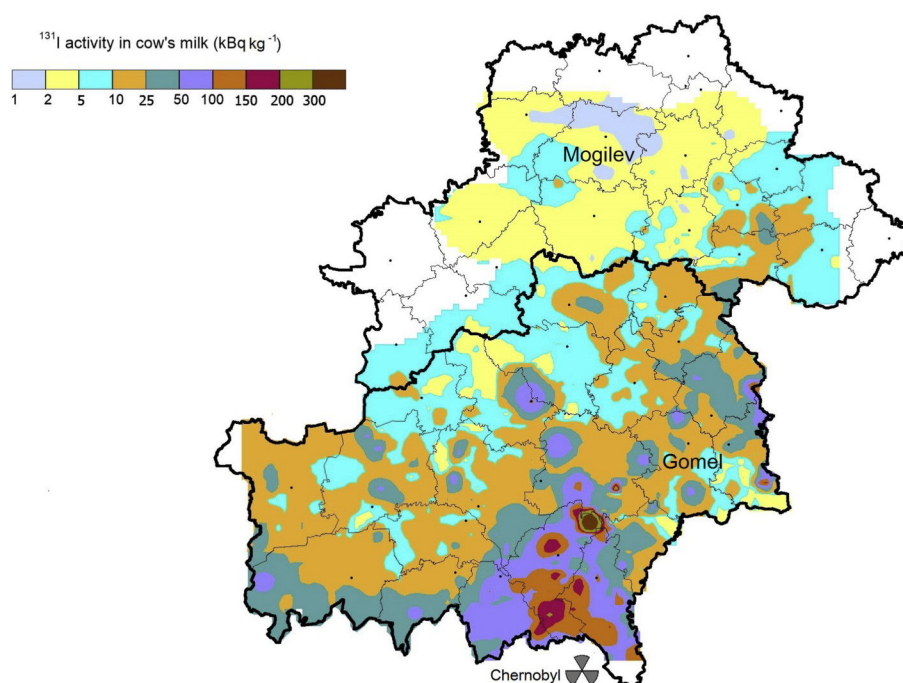 ¹³¹I activity in cow's milk (kBq kg⁻¹)
1 2 5 10 25 50 100 150 200 300
Mogilev
Gomel
Chernobyl